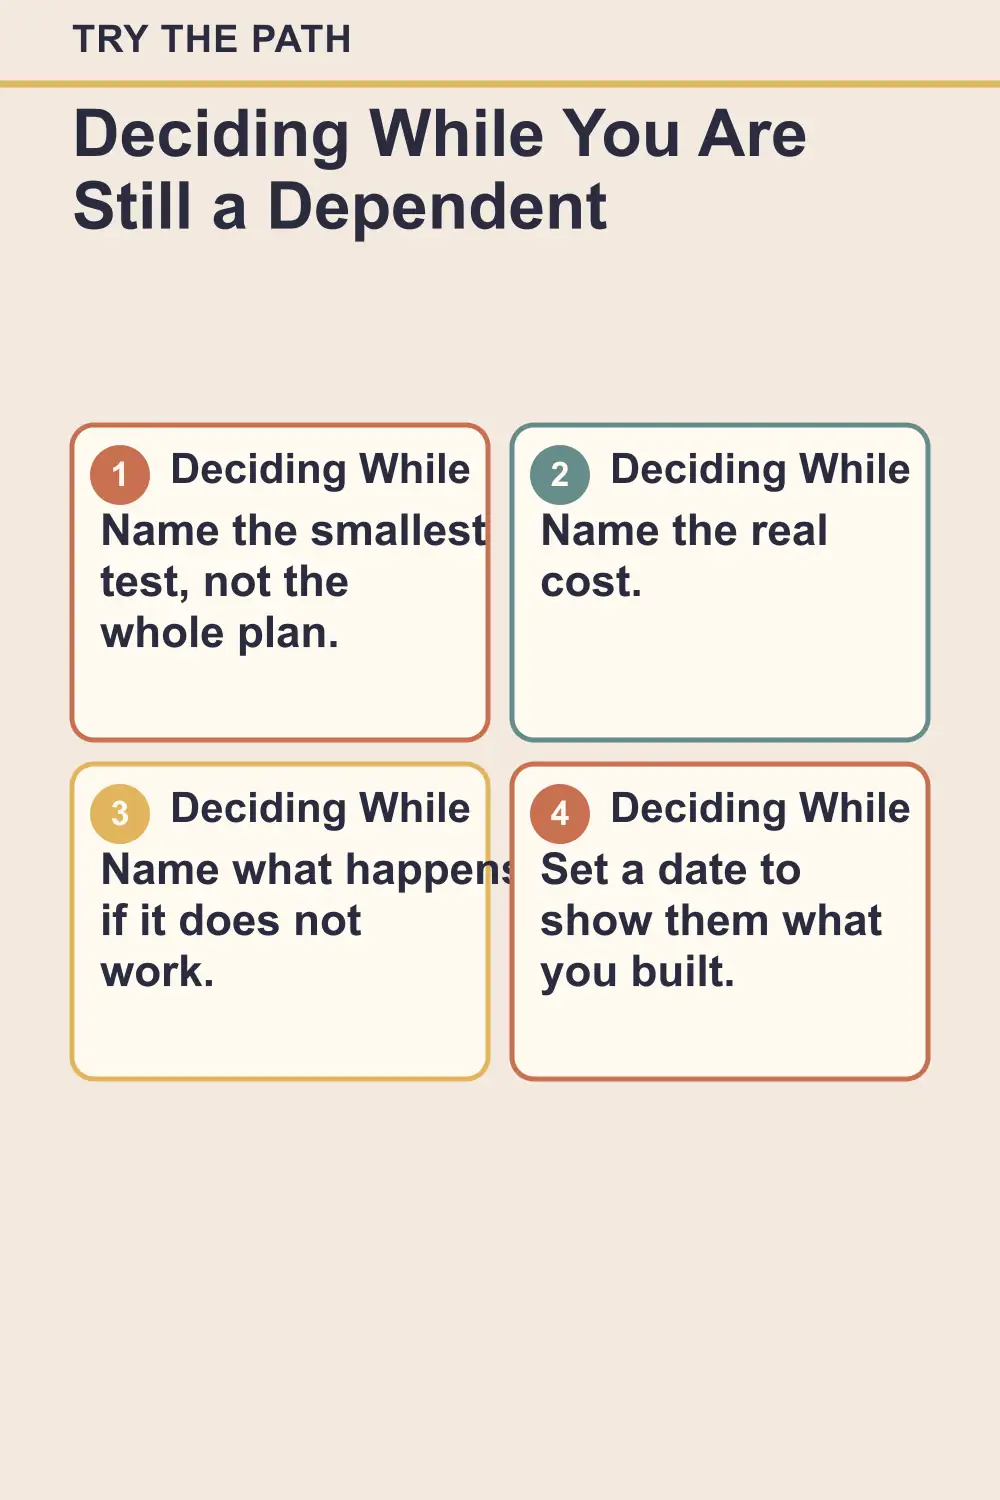 TRY THE PATH
Deciding While You Are
Still a Dependent
1 Deciding While
Name the smallest
test, not the
whole plan.
2 Deciding While
Name the real
cost.
3 Deciding While
Name what happens
if it does not
work.
4 Deciding While
Set a date to
show them what
you built.